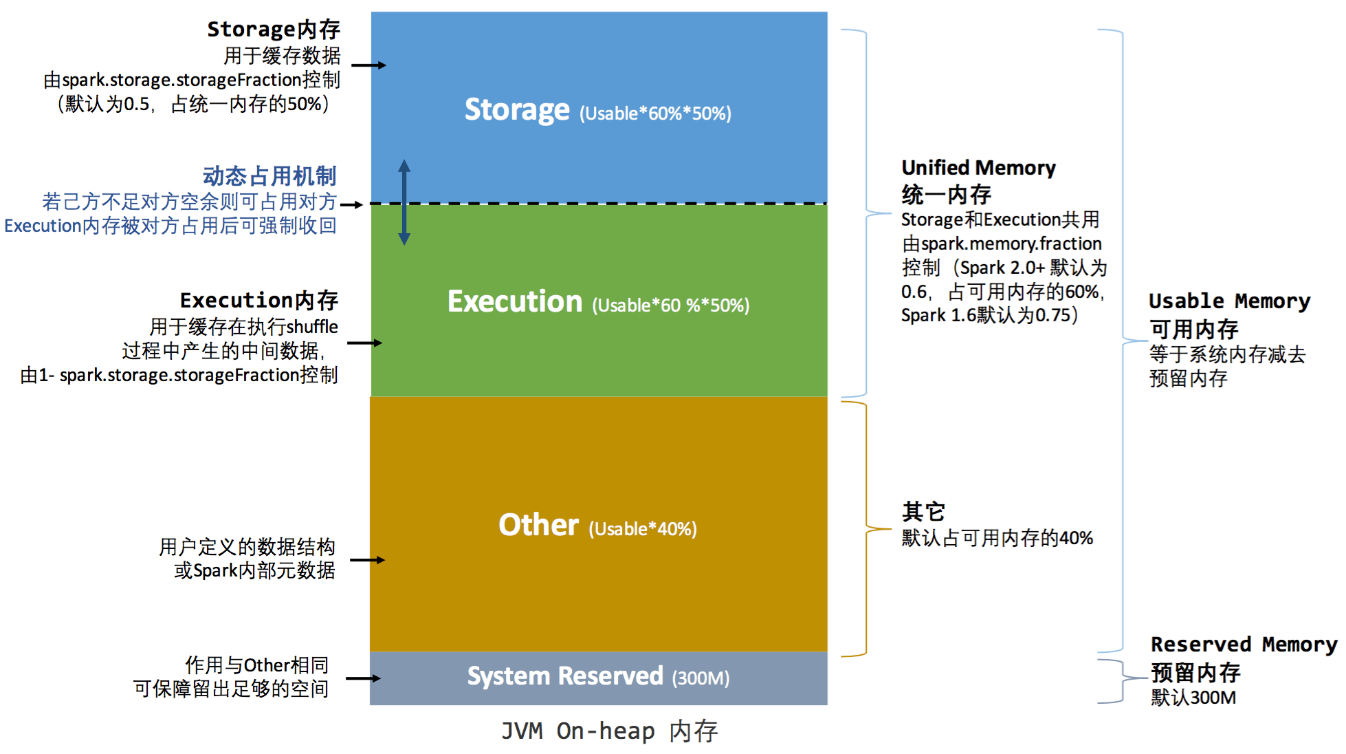 Storage内存
用于缓存数据
由spark.storage.storageFraction控制
（默认为0.5，占统一内存的50%）
动态占用机制
若己方不足对方空余则可占用对方
Execution内存被对方占用后可强制收回
Execution内存
用于缓存在执行shuffle
过程中产生的中间数据，
由1- spark.storage.storageFraction控制
用户定义的数据结构
或Spark内部元数据
作用与Other相同
可保障留出足够的空间
Storage (Usable*60%*50%)
Execution (Usable*60 %*50%)
Other (Usable*40%)
System Reserved (300M)
JVM On-heap 内存
Unified Memory
统一内存
Storage和Execution共用
由spark.memory.fraction
控制（Spark 2.0+ 默认为
0.6，占可用内存的60%，
Spark 1.6默认为0.75）
其它
默认占可用内存的40%
Usable Memory
可用内存
等于系统内存减去
预留内存
Reserved Memory
预留内存
默认300M